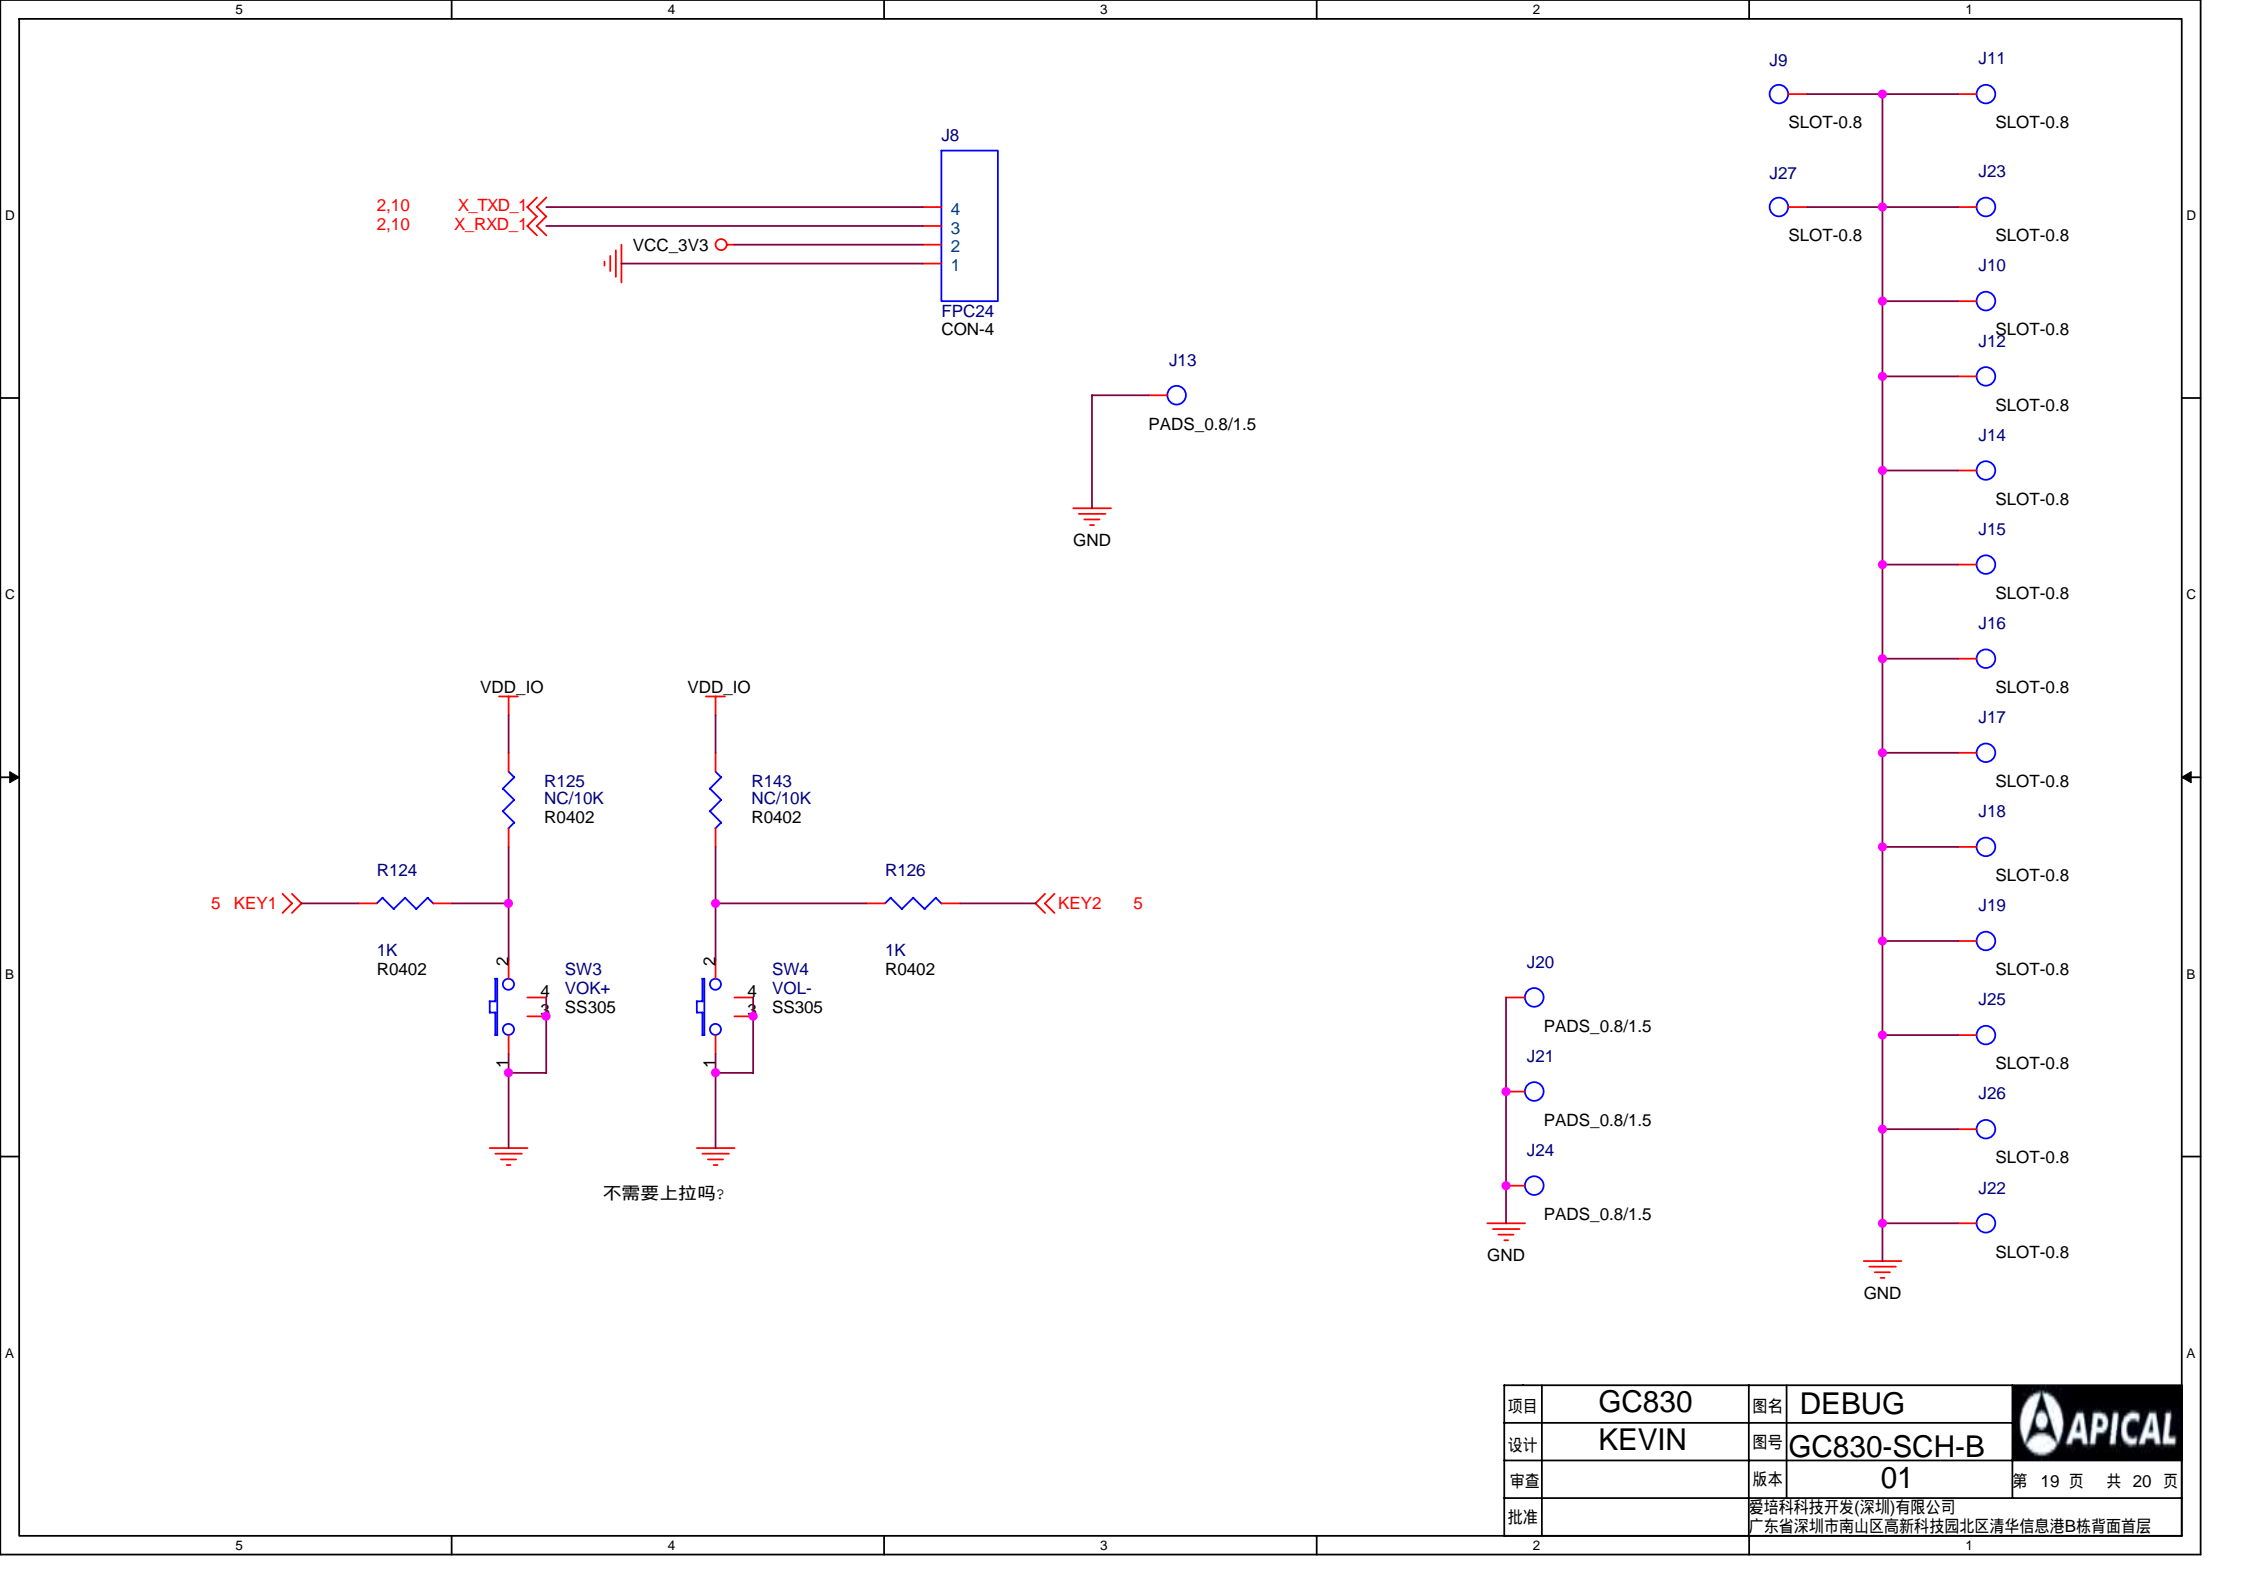 5 4 3 2 1
D
C
B
A
D
C
B
A
J8
2,10 X_TXD_1 4
2,10 X_RXD_1 3
VCC_3V3 2
1
FPC24
CON-4
J13
PADS_0.8/1.5
GND
VDD_IO
R125
NC/10K
R0402
VDD_IO
R143
NC/10K
R0402
5 KEY1
R124
1K
R0402
R126
1K
R0402
KEY2 5
2
4
3
1
SW3
VOK+
SS305
2
4
3
1
SW4
VOL-
SS305
不需要上拉吗?
J20
PADS_0.8/1.5
J21
PADS_0.8/1.5
J24
PADS_0.8/1.5
GND
J9
SLOT-0.8
J27
SLOT-0.8
J11
SLOT-0.8
J23
SLOT-0.8
J10
SLOT-0.8
J12
SLOT-0.8
J14
SLOT-0.8
J15
SLOT-0.8
J16
SLOT-0.8
J17
SLOT-0.8
J18
SLOT-0.8
J19
SLOT-0.8
J25
SLOT-0.8
J26
SLOT-0.8
J22
SLOT-0.8
GND
项目 GC830 图名 DEBUG
设计 KEVIN 图号 GC830-SCH-B
APICAL
审查 版本 01 第 19 页 共 20 页
批准
爱培科科技开发(深圳)有限公司
广东省深圳市南山区高新科技园北区清华信息港B栋背面首层
5 4 3 2 1